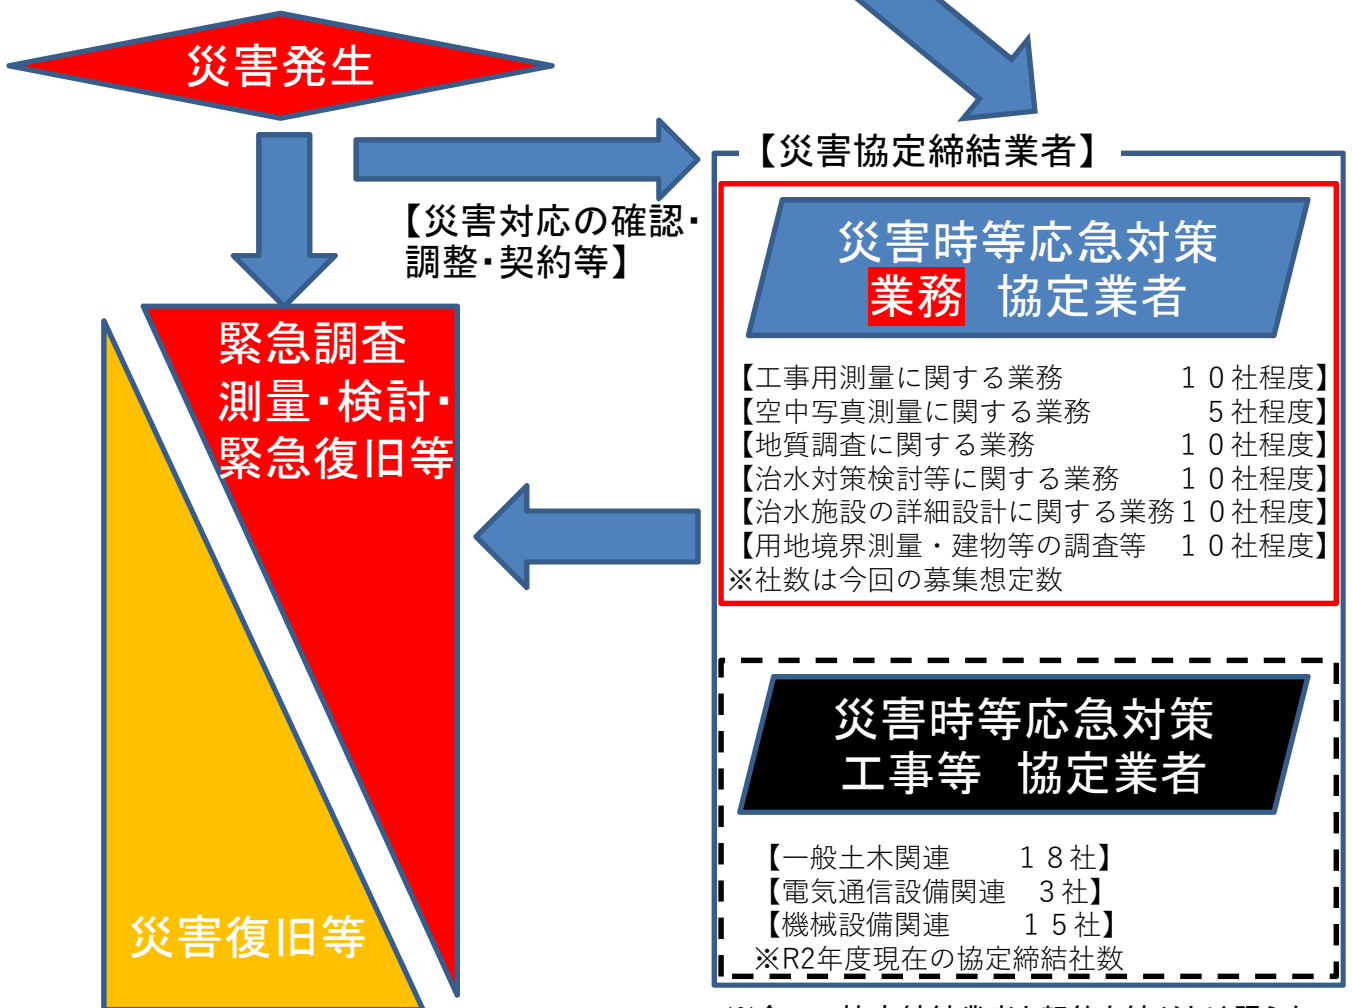 災害発生
【災害協定締結業者】
【災害対応の確認・
調整・契約等】
災害時等応急対策
業務　協定業者
緊急調査
測量・検討・
緊急復旧等
【工事用測量に関する業務　　　　１０社程度】
【空中写真測量に関する業務　　　　５社程度】
【地質調査に関する業務　　　　　１０社程度】
【治水対策検討等に関する業務　　１０社程度】
【治水施設の詳細設計に関する業務１０社程度】
【用地境界測量・建物等の調査等　１０社程度】
※社数は今回の募集想定数
災害時等応急対策
工事等　協定業者
【一般土木関連　　１８社】
【電気通信設備関連　３社】
【機械設備関連　　１５社】
※R2年度現在の協定締結社数
災害復旧等